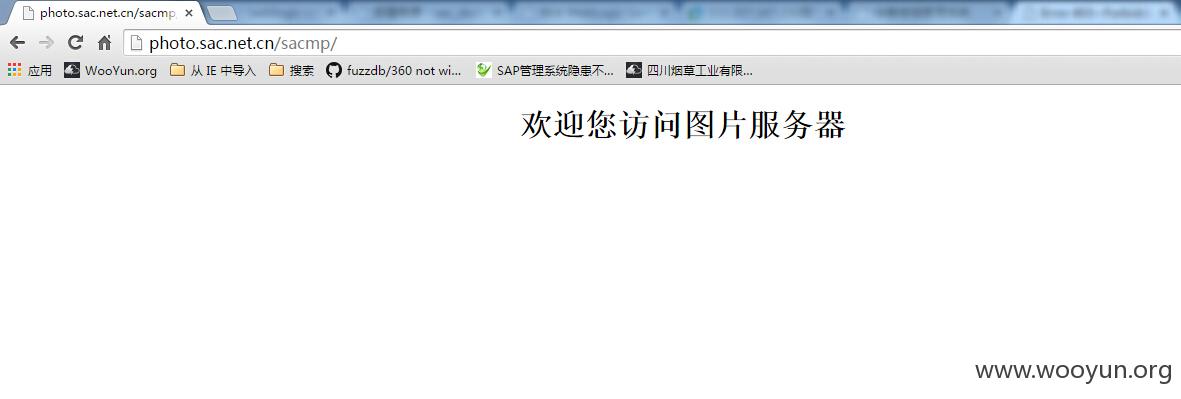 photo.sac.net.cn/sacmp
photo.sac.net.cn/sacmp/
应用 WooYun.org 从 IE 中导入 搜索 fuzzdb/360 not wi... SAP管理系统隐患不... 四川烟草工业有限...
欢迎您访问图片服务器
www.wooyun.org